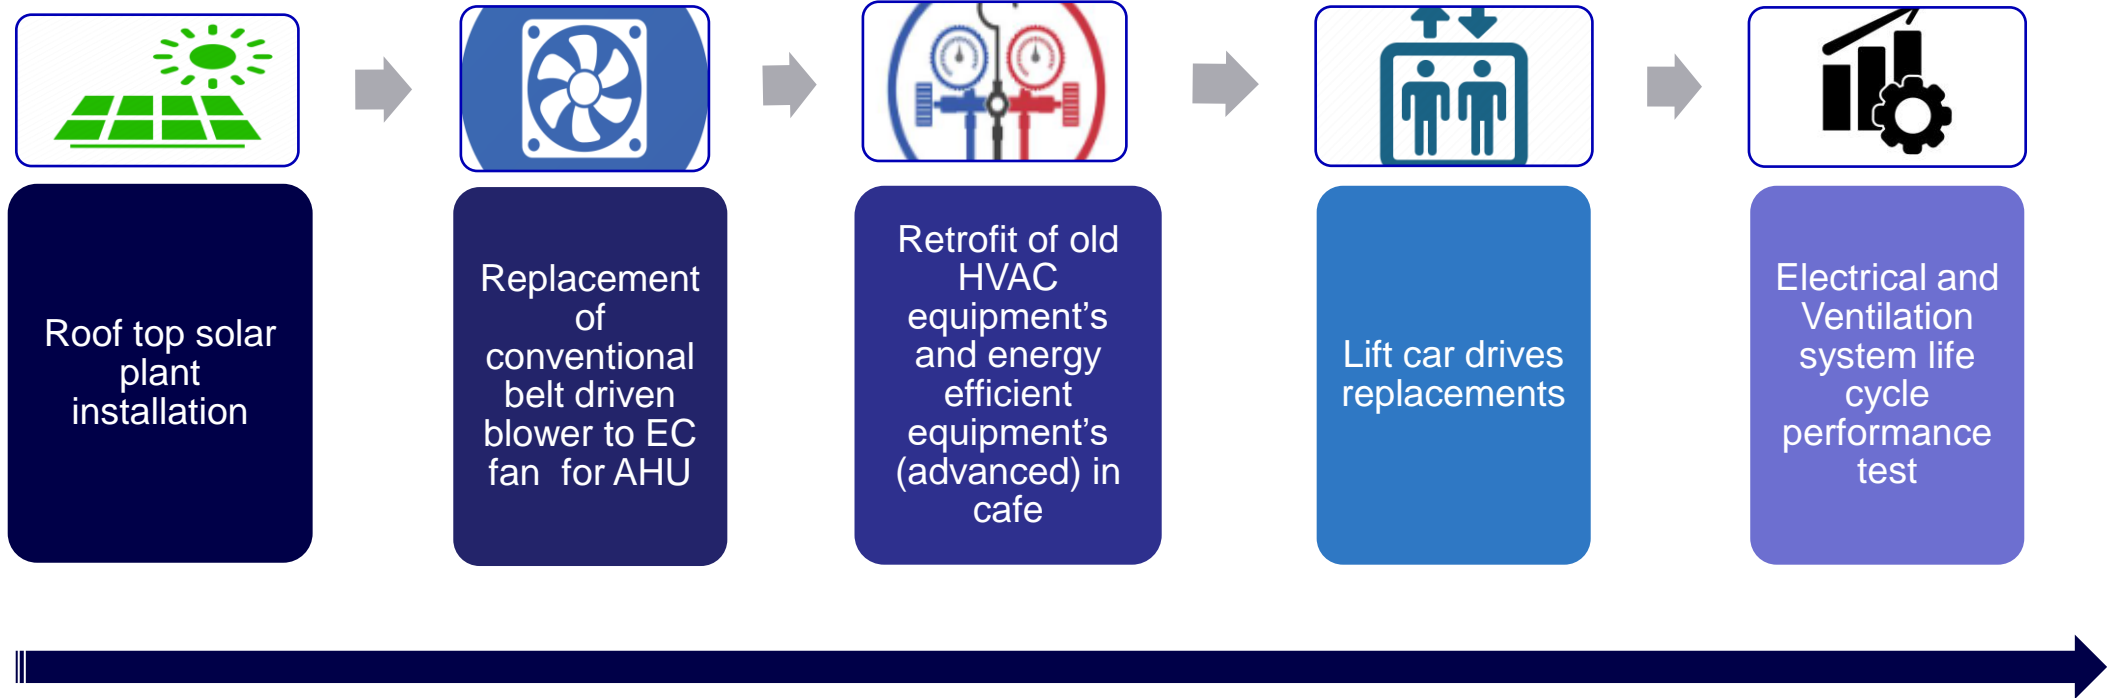 Roof top solar
plant
installation
Replacement
of
conventional
belt driven
blower to EC
fan  for AHU
Retrofit of old
HVAC
equipment’s
and energy
efficient
equipment’s
(advanced) in
cafe
Lift car drives
replacements
Electrical and
Ventilation
system life
cycle
performance
test